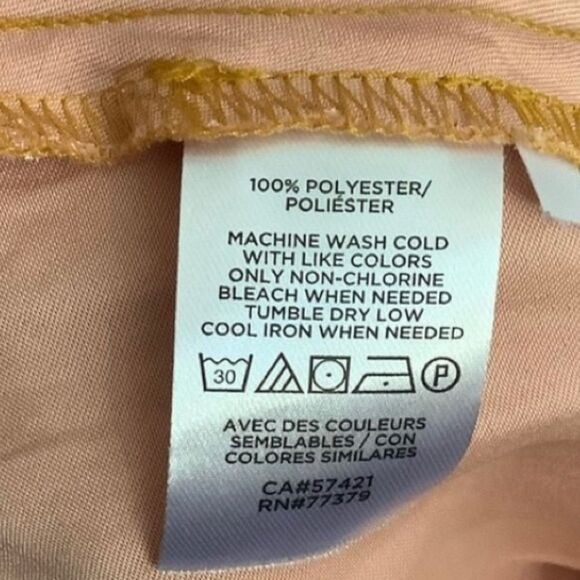 100% POLYESTER/
POLIÉSTER
MACHINE WASH COLD
WITH LIKE COLORS
ONLY NON-CHLORINE
BLEACH WHEN NEEDED
TUMBLE DRY LOW
COOL IRON WHEN NEEDED
30 P
AVEC DES COULEURS
SEMBLABLES / CON
COLORES SIMILARES
CA#57421
RN#77379